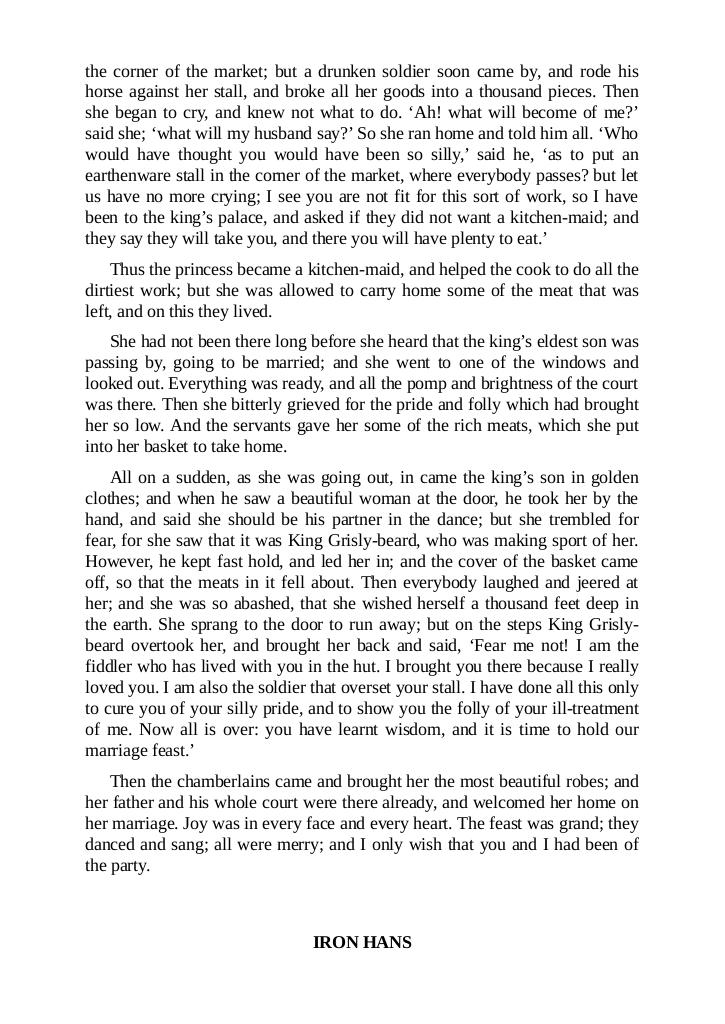 the corner of the market; but a drunken soldier soon came by, and rode his
horse against her stall, and broke all her goods into a thousand pieces. Then
she began to cry, and knew not what to do. ‘Ah! what will become of me?’
said she; ‘what will my husband say?’ So she ran home and told him all. ‘Who
would have thought you would have been so silly,’ said he, ‘as to put an
earthenware stall in the corner of the market, where everybody passes? but let
us have no more crying; I see you are not fit for this sort of work, so I have
been to the king’s palace, and asked if they did not want a kitchen-maid; and
they say they will take you, and there you will have plenty to eat.’
Thus the princess became a kitchen-maid, and helped the cook to do all the
dirtiest work; but she was allowed to carry home some of the meat that was
left, and on this they lived.
She had not been there long before she heard that the king’s eldest son was
passing by, going to be married; and she went to one of the windows and
looked out. Everything was ready, and all the pomp and brightness of the court
was there. Then she bitterly grieved for the pride and folly which had brought
her so low. And the servants gave her some of the rich meats, which she put
into her basket to take home.
All on a sudden, as she was going out, in came the king’s son in golden
clothes; and when he saw a beautiful woman at the door, he took her by the
hand, and said she should be his partner in the dance; but she trembled for
fear, for she saw that it was King Grisly-beard, who was making sport of her.
However, he kept fast hold, and led her in; and the cover of the basket came
off, so that the meats in it fell about. Then everybody laughed and jeered at
her; and she was so abashed, that she wished herself a thousand feet deep in
the earth. She sprang to the door to run away; but on the steps King Grisly-
beard overtook her, and brought her back and said, ‘Fear me not! I am the
fiddler who has lived with you in the hut. I brought you there because I really
loved you. I am also the soldier that overset your stall. I have done all this only
to cure you of your silly pride, and to show you the folly of your ill-treatment
of me. Now all is over: you have learnt wisdom, and it is time to hold our
marriage feast.’
Then the chamberlains came and brought her the most beautiful robes; and
her father and his whole court were there already, and welcomed her home on
her marriage. Joy was in every face and every heart. The feast was grand; they
danced and sang; all were merry; and I only wish that you and I had been of
the party.
IRON HANS